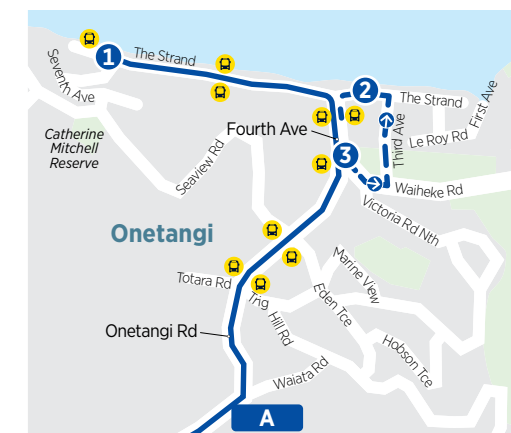 1
The Strand
Seventh Ave
2
The Strand
First Ave
Fourth Ave
Third Ave
Le Roy Rd
Catherine
Mitchell
Reserve
Seaview Rd
3
Waiheke Rd
Victoria Rd Nth
Onetangi
Marine View
Totara Rd
Trig
Hill Rd
Eden Tce
Onetangi Rd
Hobson Tce
Waiata Rd
A